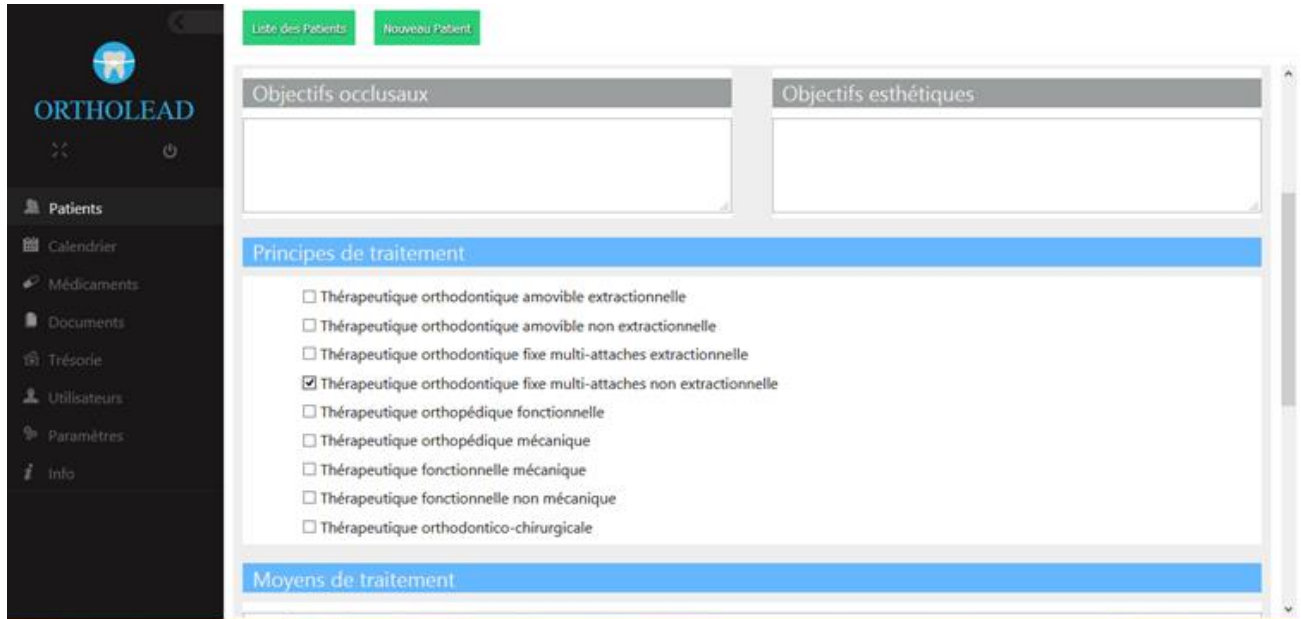 ORTHOLEAD
Patients
Calendrier
Médicaments
Documents
Trésorie
Utilisateurs
Paramètres
Info
Liste des Patients Nouveau Patient
Objectifs occlusaux Objectifs esthétiques
Principes de traitement
Thérapeutique orthodontique amovible extractionnelle
Thérapeutique orthodontique amovible non extractionnelle
Thérapeutique orthodontique fixe multi-attaches extractionnelle
Thérapeutique orthodontique fixe multi-attaches non extractionnelle
Thérapeutique orthopédique fonctionnelle
Thérapeutique orthopédique mécanique
Thérapeutique fonctionnelle mécanique
Thérapeutique fonctionnelle non mécanique
Thérapeutique orthodontico-chirurgicale
Moyens de traitement